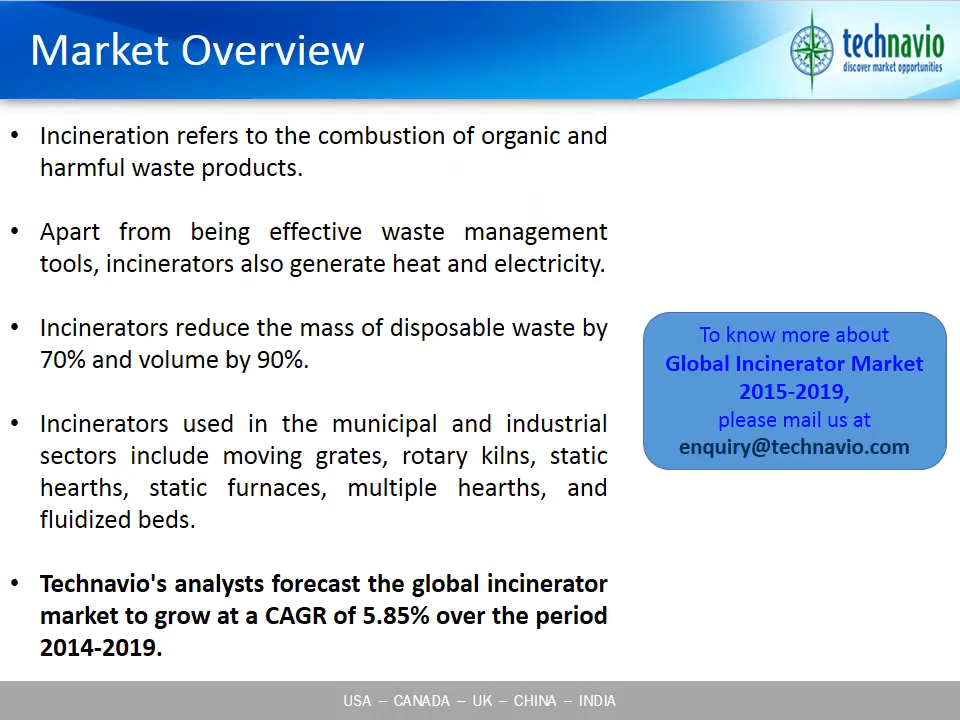 Market Overview
technavio
discover market opportunities
• Incineration refers to the combustion of organic and
harmful waste products.
• Apart from being effective waste management
tools, incinerators also generate heat and electricity.
• Incinerators reduce the mass of disposable waste by
70% and volume by 90%.
• Incinerators used in the municipal and industrial
sectors include moving grates, rotary kilns, static
hearths, static furnaces, multiple hearths, and
fluidized beds.
• Technavio's analysts forecast the global incinerator
market to grow at a CAGR of 5.85% over the period
2014-2019.
To know more about
Global Incinerator Market
2015-2019,
please mail us at
enquiry@technavio.com
USA – CANADA – UK – CHINA – INDIA